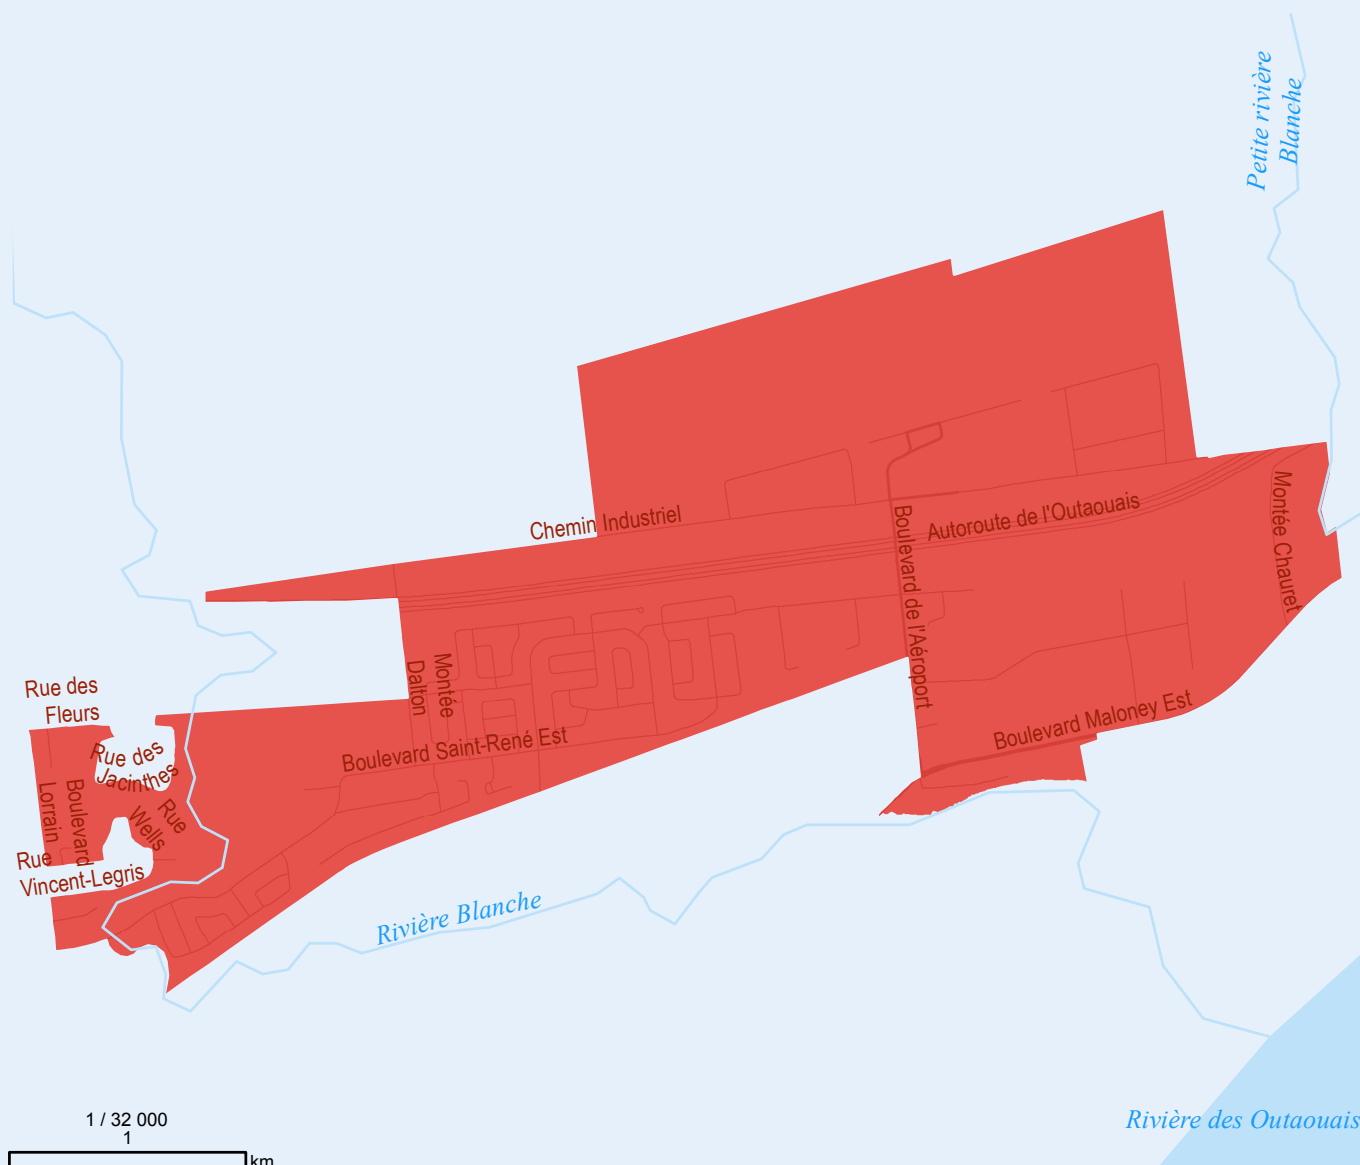 Petite rivière
Blanche
Chemin Industriel
Autoroute de l'Outaouais
Montée Chauret
Boulevard de l'Aéroport
Montée
Dalton
Rue des
Fleurs
Boulevard Maloney Est
Boulevard Saint-René Est
Rue des
Jacinthes
Boulevard
Lorrain
Rue
Wells
Rue
Vincent-Legris
Rivière Blanche
1 / 32 000
1
km
Rivière des Outaouais